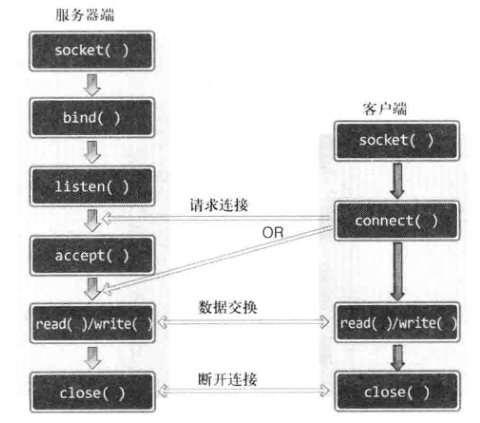 服务器端
socket( )
bind( )
listen( )
accept( )
read( )/write( )
close( )
请求连接
OR
数据交换
断开连接
客户端
socket( )
connect( )
read( )/write( )
close( )